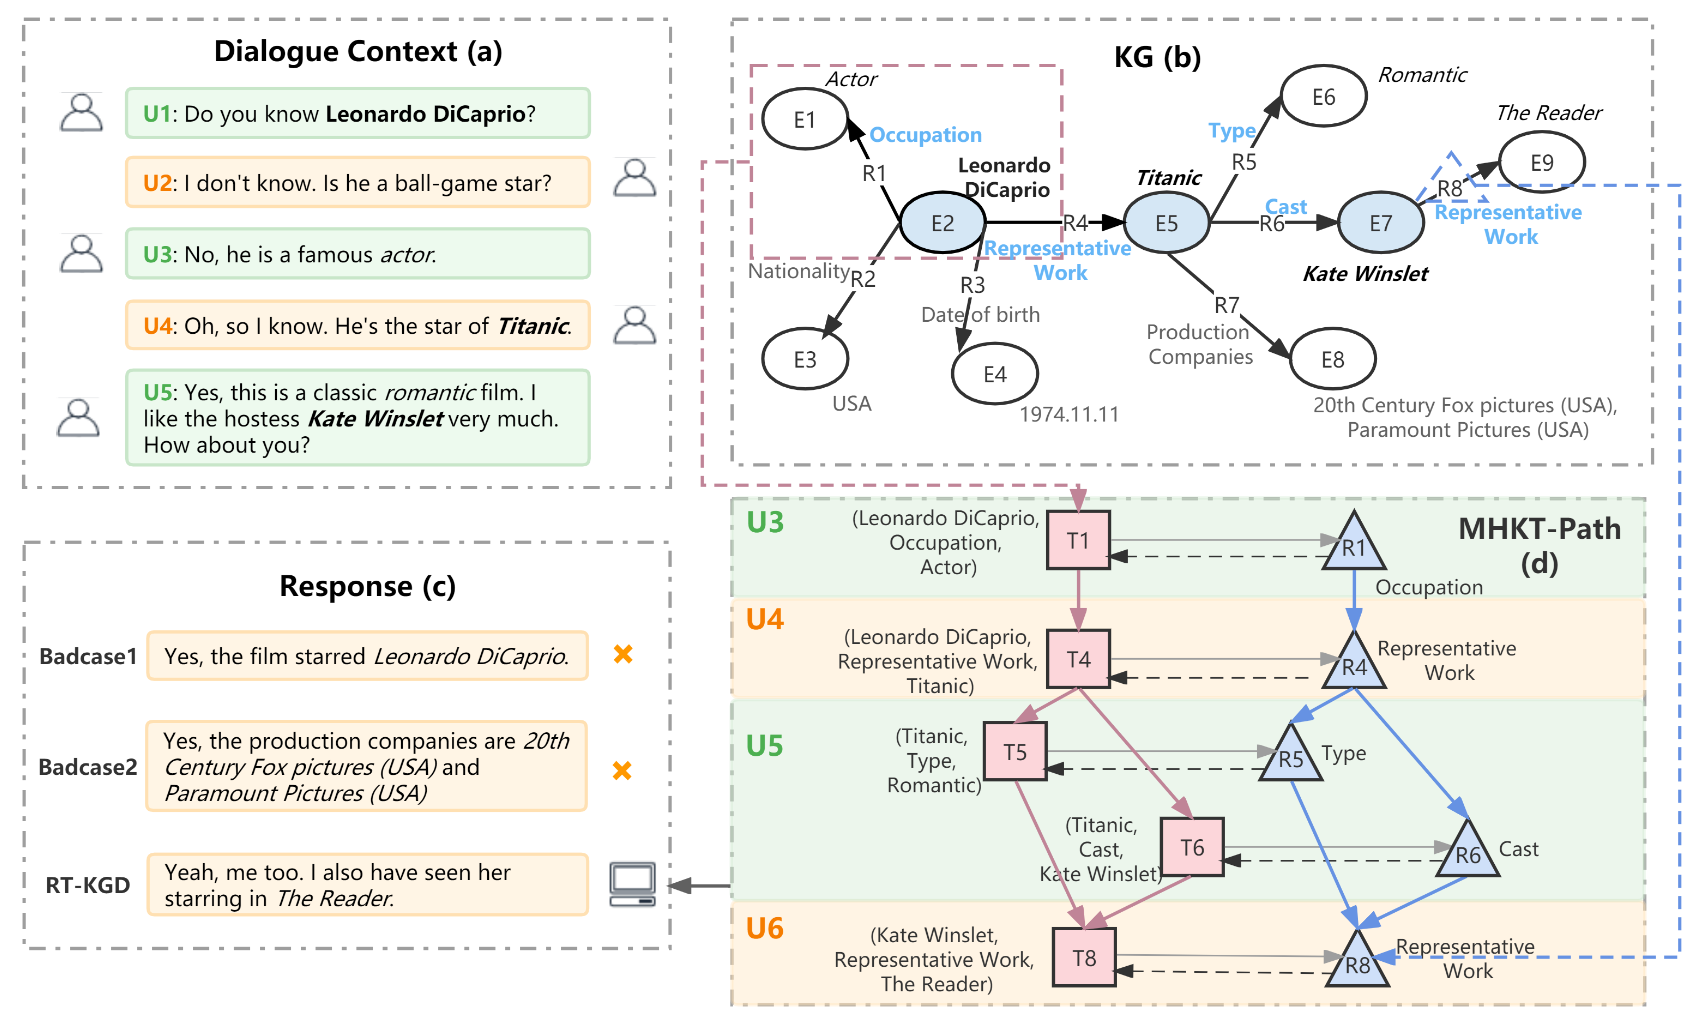 Dialogue Context (a)
U1: Do you know Leonardo DiCaprio?
U2: I don't know. Is he a ball-game star?
U3: No, he is a famous actor.
U4: Oh, so I know. He's the star of Titanic.
U5: Yes, this is a classic romantic film. I
like the hostess Kate Winslet very much.
How about you?
KG (b)
Actor
E1
Occupation
R1
Leonardo
DiCaprio
E2
R4
Representative
Work
Nationality
R2
E3
USA
R3
Date of birth
E4
1974.11.11
Titanic
E5
Type
R5
E6
Romantic
Cast
R6
E7
Kate Winslet
R8
Representative
Work
E9
The Reader
R7
Production
Companies
E8
20th Century Fox pictures (USA),
Paramount Pictures (USA)
Response (c)
Badcase1
Yes, the film starred Leonardo DiCaprio.
Badcase2
Yes, the production companies are 20th
Century Fox pictures (USA) and
Paramount Pictures (USA)
RT-KGD
Yeah, me too. I also have seen her
starring in The Reader.
MHKT-Path
(d)
U3
(Leonardo DiCaprio,
Occupation,
Actor)
T1
R1
Occupation
U4
(Leonardo DiCaprio,
Representative Work,
Titanic)
T4
R4
Representative
Work
U5
(Titanic,
Type,
Romantic)
T5
R5
Type
(Titanic,
Cast,
Kate Winslet)
T6
R6
Cast
U6
(Kate Winslet,
Representative Work,
The Reader)
T8
R8
Representative
Work